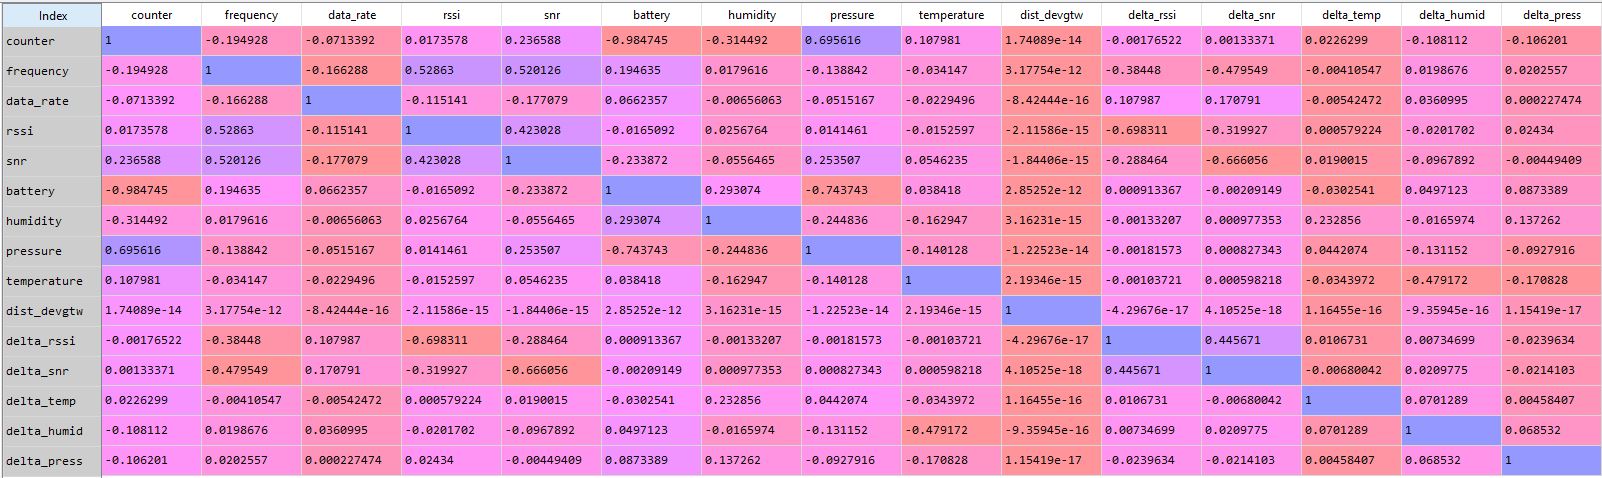 Index counter frequency data_rate rssi snr battery humidity pressure temperature dist_devgtw delta_rssi delta_snr delta_temp delta_humid delta_press
counter 1 -0.194928 -0.0713392 0.0173578 0.236588 -0.984745 -0.314492 0.695616 0.107981 1.74089e-14 -0.00176522 0.00133371 0.0226299 -0.108112 -0.106201
frequency -0.194928 1 -0.166288 0.52863 0.520126 0.194635 0.0179616 -0.138842 -0.034147 3.17754e-12 -0.38448 -0.479549 -0.00410547 0.0198676 0.0202557
data_rate -0.0713392 -0.166288 1 -0.115141 -0.177079 0.0662357 -0.00656063 -0.0515167 -0.0229496 -8.42444e-16 0.107987 0.170791 -0.00542472 0.0360995 0.000227474
rssi 0.0173578 0.52863 -0.115141 1 0.423028 -0.0165092 0.0256764 0.0141461 -0.0152597 -2.11586e-15 -0.698311 -0.319927 0.000579224 -0.0201702 0.02434
snr 0.236588 0.520126 -0.177079 0.423028 1 -0.233872 -0.0556465 0.253507 0.0546235 -1.84406e-15 -0.288464 -0.666056 0.0190015 -0.0967892 -0.00449409
battery -0.984745 0.194635 0.0662357 -0.0165092 -0.233872 1 0.293074 -0.743743 0.038418 2.85252e-12 0.000913367 -0.00209149 -0.0302541 0.0497123 0.0873389
humidity -0.314492 0.0179616 -0.00656063 0.0256764 -0.0556465 0.293074 1 -0.244836 -0.162947 3.16231e-15 -0.00133207 0.000977353 0.232856 -0.0165974 0.137262
pressure 0.695616 -0.138842 -0.0515167 0.0141461 0.253507 -0.743743 -0.244836 1 -0.140128 -1.22523e-14 -0.00181573 0.000827343 0.0442074 -0.131152 -0.0927916
temperature 0.107981 -0.034147 -0.0229496 -0.0152597 0.0546235 0.038418 -0.162947 -0.140128 1 2.19346e-15 -0.00103721 0.000598218 -0.0343972 -0.479172 -0.170828
dist_devgtw 1.74089e-14 3.17754e-12 -8.42444e-16 -2.11586e-15 -1.84406e-15 2.85252e-12 3.16231e-15 -1.22523e-14 2.19346e-15 1 -4.29676e-17 4.10525e-18 1.16455e-16 -9.35945e-16 1.15419e-17
delta_rssi -0.00176522 -0.38448 0.107987 -0.698311 -0.288464 0.000913367 -0.00133207 -0.00181573 -0.00103721 -4.29676e-17 1 0.445671 0.0106731 0.00734699 -0.0239634
delta_snr 0.00133371 -0.479549 0.170791 -0.319927 -0.666056 -0.00209149 0.000977353 0.000827343 0.000598218 4.10525e-18 0.445671 1 -0.00680042 0.0209775 -0.0214103
delta_temp 0.0226299 -0.00410547 -0.00542472 0.000579224 0.0190015 -0.0302541 0.232856 0.0442074 -0.0343972 1.16455e-16 0.0106731 -0.00680042 1 0.0701289 0.00458407
delta_humid -0.108112 0.0198676 0.0360995 -0.0201702 -0.0967892 0.0497123 -0.0165974 -0.131152 -0.479172 -9.35945e-16 0.00734699 0.0209775 0.0701289 1 0.068532
delta_press -0.106201 0.0202557 0.000227474 0.02434 -0.00449409 0.0873389 0.137262 -0.0927916 -0.170828 1.15419e-17 -0.0239634 -0.0214103 0.00458407 0.068532 1